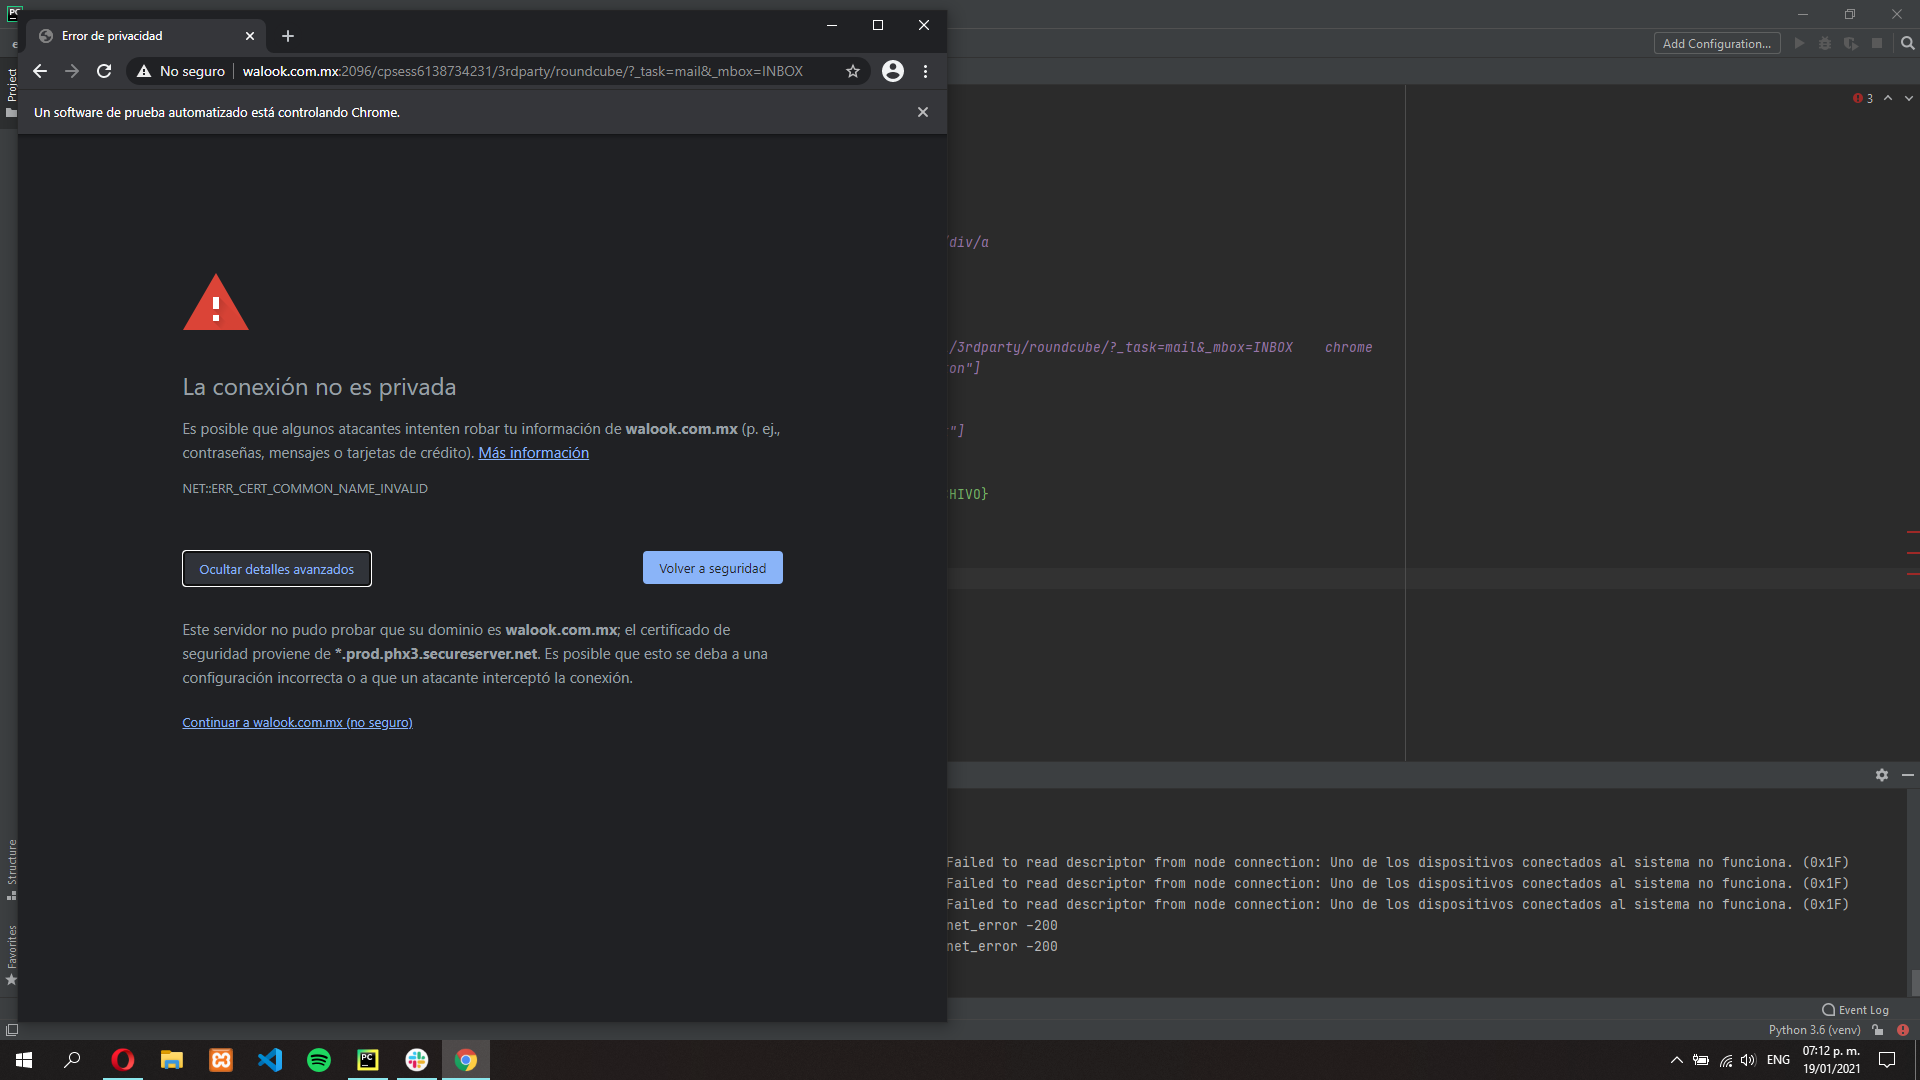 PC
Error de privacidad
No seguro
walook.com.mx:2096/cpsess6138734231/3rdparty/roundcube/?_task=mail&_mbox=INBOX
Un software de prueba automatizado está controlando Chrome.
La conexión no es privada
Es posible que algunos atacantes intenten robar tu información de walook.com.mx (p. ej.,
contraseñas, mensajes o tarjetas de crédito). Más información
NET::ERR_CERT_COMMON_NAME_INVALID
Ocultar detalles avanzados
Volver a seguridad
Este servidor no pudo probar que su dominio es walook.com.mx; el certificado de
seguridad proviene de *.prod.phx3.secureserver.net. Es posible que esto se deba a una
configuración incorrecta o a que un atacante interceptó la conexión.
Continuar a walook.com.mx (no seguro)
Project
Structure
Favorites
Add Configuration...
3
div/a
/3rdparty/roundcube/?_task=mail&_mbox=INBOX chrome
on"]
"]
HIVO}
Failed to read descriptor from node connection: Uno de los dispositivos conectados al sistema no funciona. (0x1F)
Failed to read descriptor from node connection: Uno de los dispositivos conectados al sistema no funciona. (0x1F)
Failed to read descriptor from node connection: Uno de los dispositivos conectados al sistema no funciona. (0x1F)
net_error -200
net_error -200
Event Log
Python 3.6 (venv)
PC
ENG
07:12 p. m.
19/01/2021